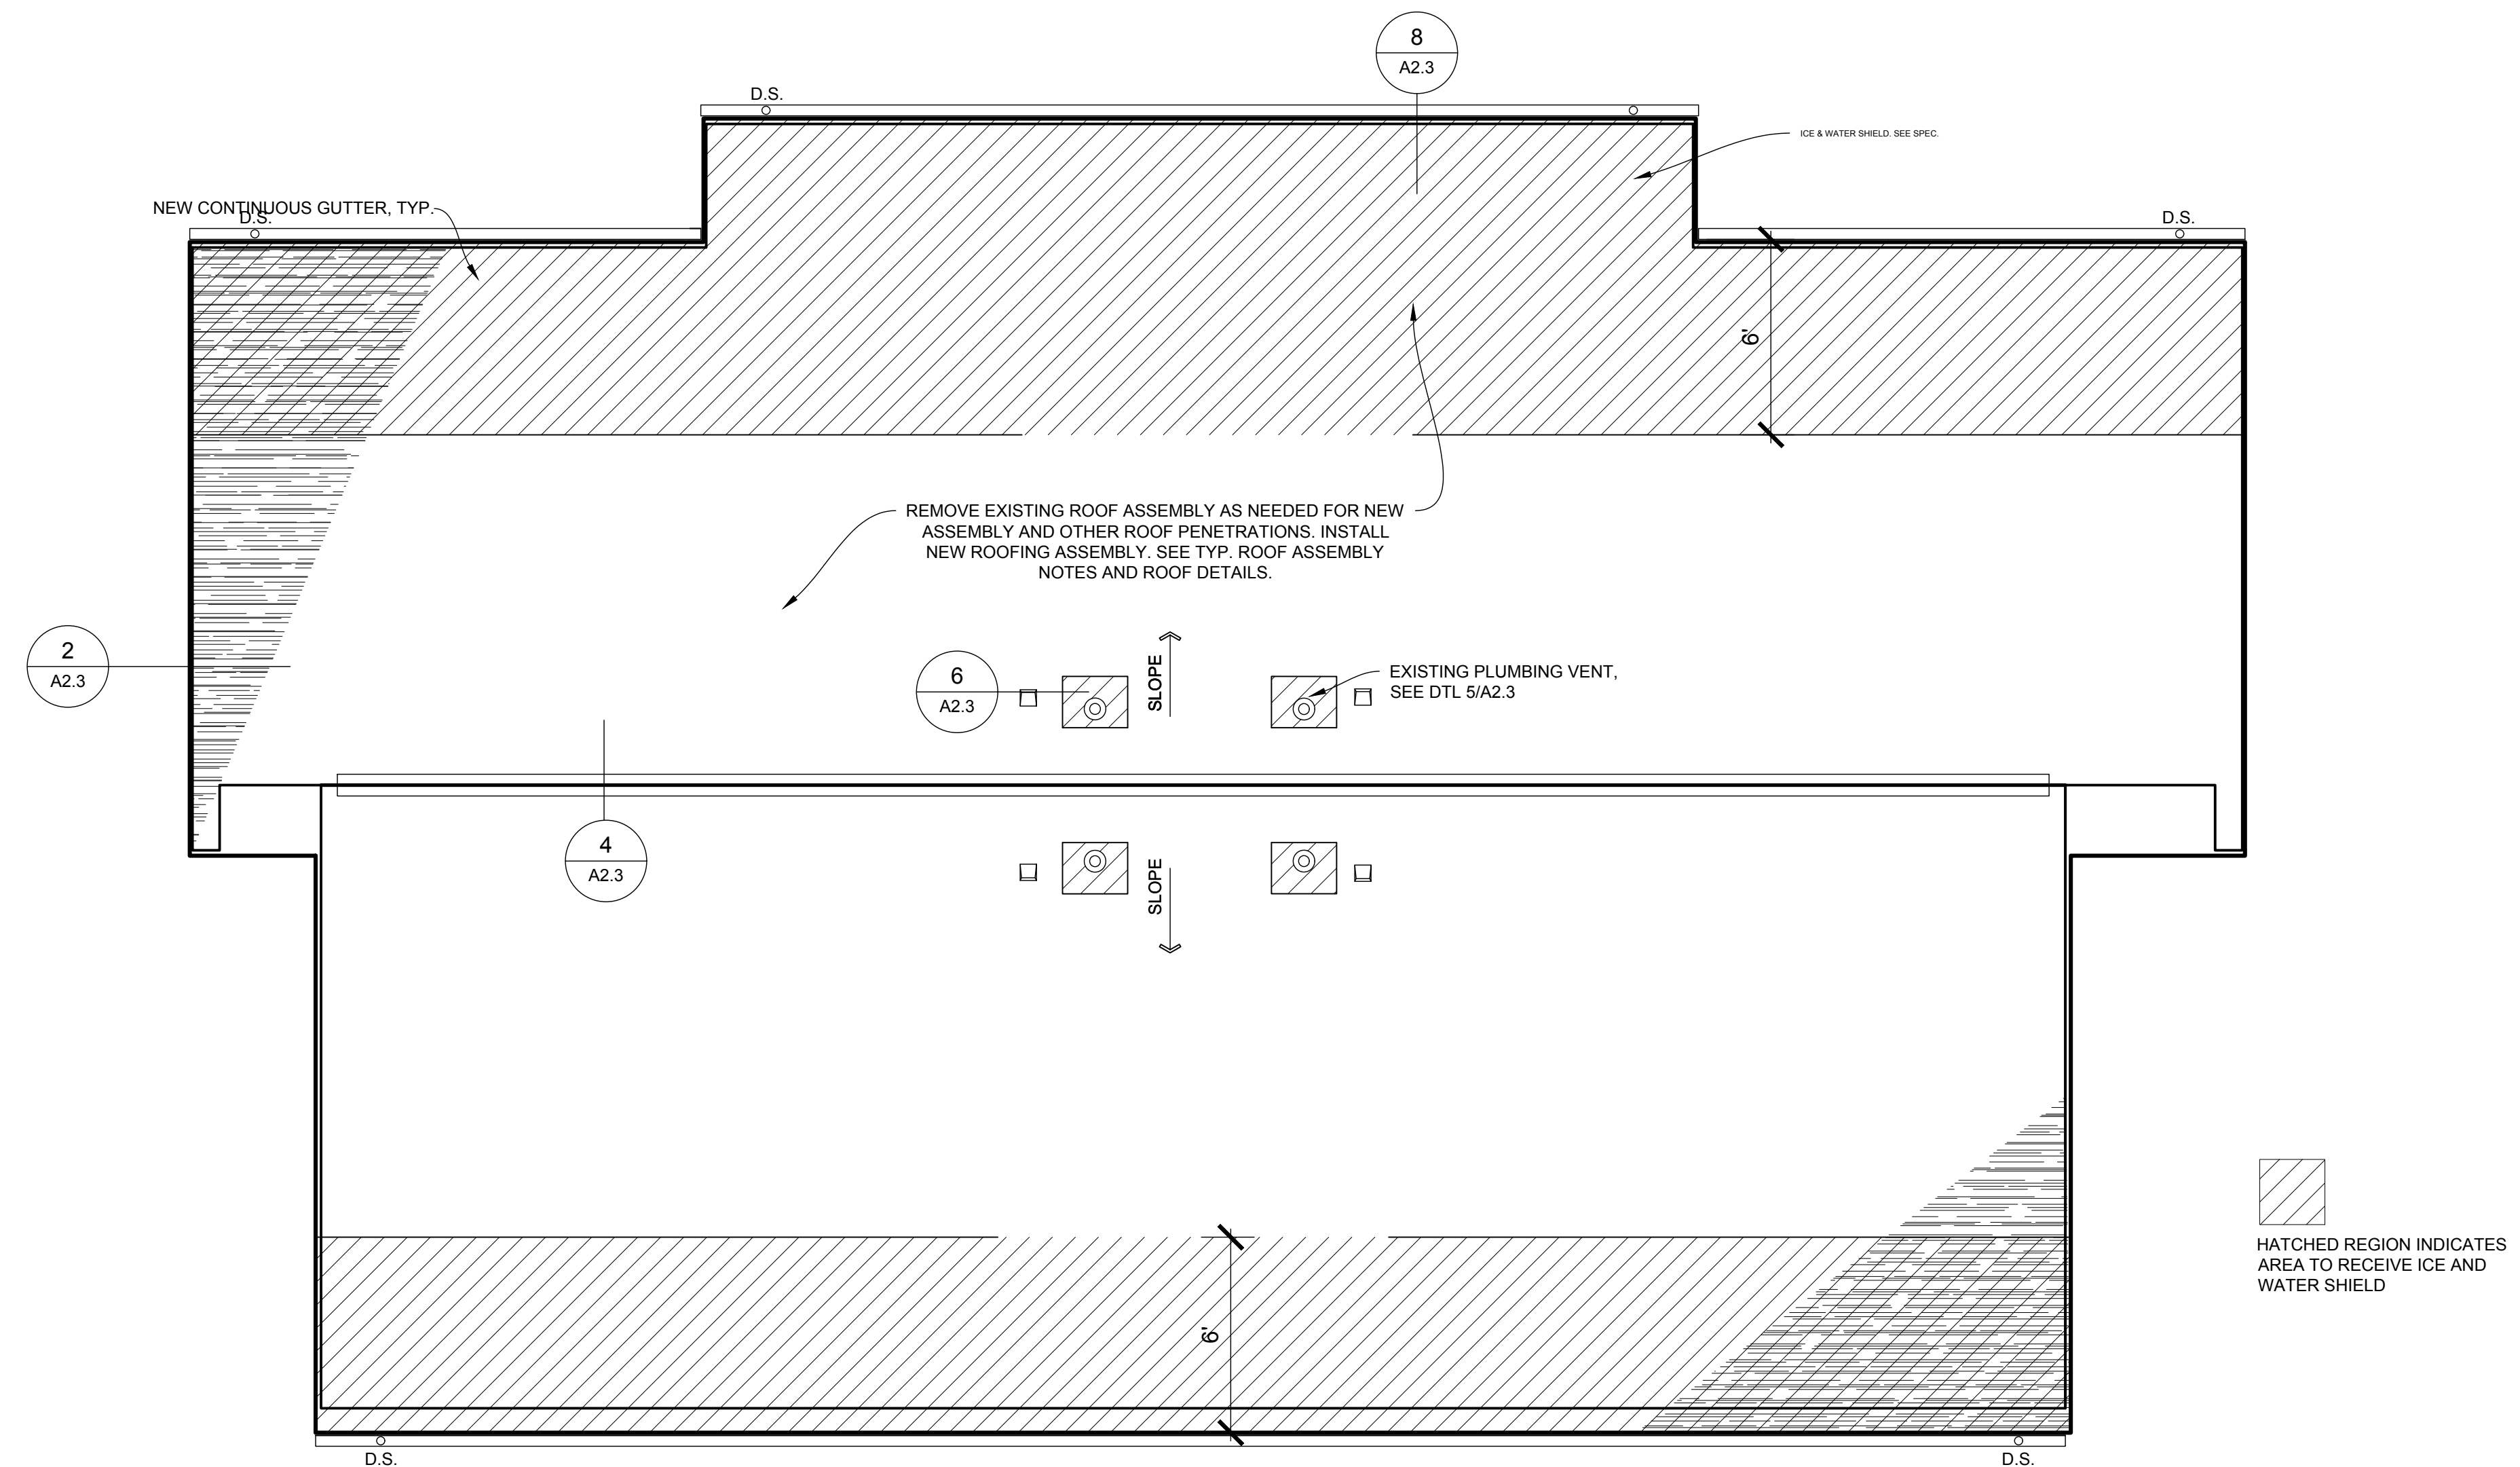 8
A2.3
D.S.
ICE & WATER SHIELD. SEE SPEC.
NEW CONTINUOUS GUTTER, TYP.
D.S.
D.S.
6'
REMOVE EXISTING ROOF ASSEMBLY AS NEEDED FOR NEW
ASSEMBLY AND OTHER ROOF PENETRATIONS. INSTALL
NEW ROOFING ASSEMBLY. SEE TYP. ROOF ASSEMBLY
NOTES AND ROOF DETAILS.
2
A2.3
6
A2.3
SLOPE
EXISTING PLUMBING VENT,
SEE DTL 5/A2.3
4
A2.3
SLOPE
HATCHED REGION INDICATES
AREA TO RECEIVE ICE AND
WATER SHIELD
6'
D.S.
D.S.